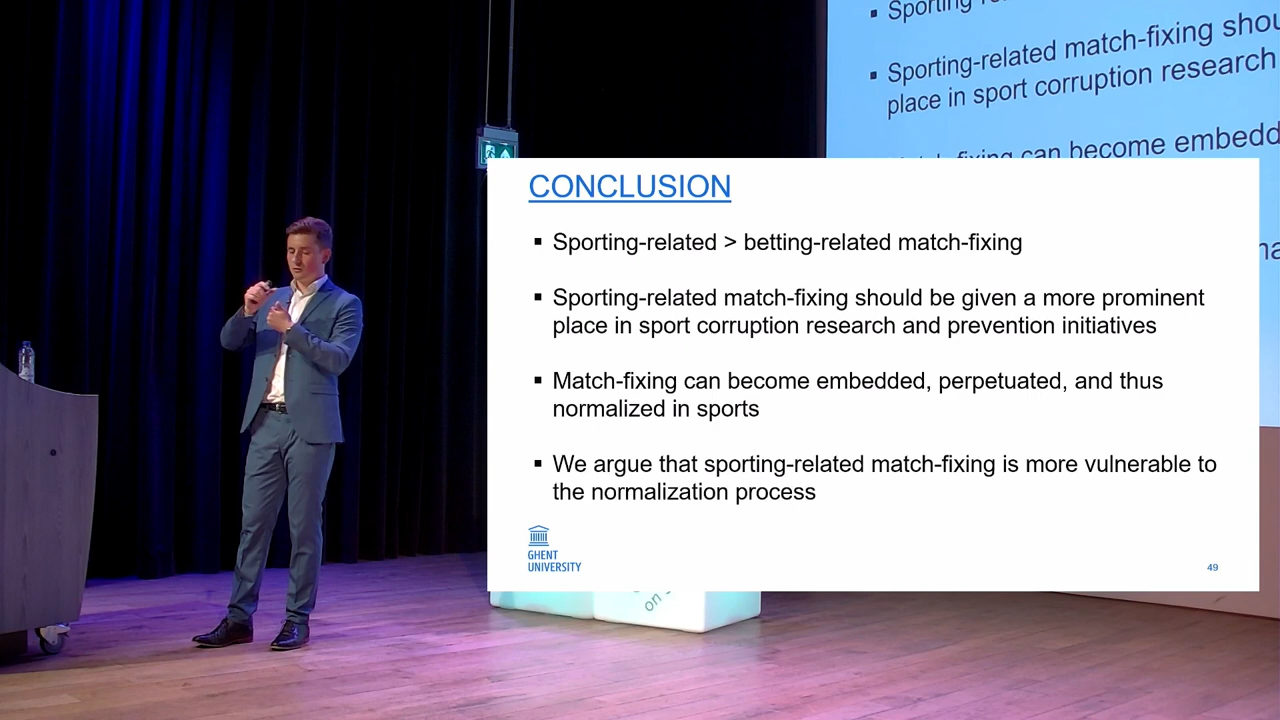 Sporting
Sporting-related match-fixing
place in sport corruption research
can become
CONCLUSION
▪ Sporting-related > betting-related match-fixing
▪ Sporting-related match-fixing should be given a more prominent
place in sport corruption research and prevention initiatives
▪ Match-fixing can become embedded, perpetuated, and thus
normalized in sports
▪ We argue that sporting-related match-fixing is more vulnerable to
the normalization process
GHENT
UNIVERSITY
49
on